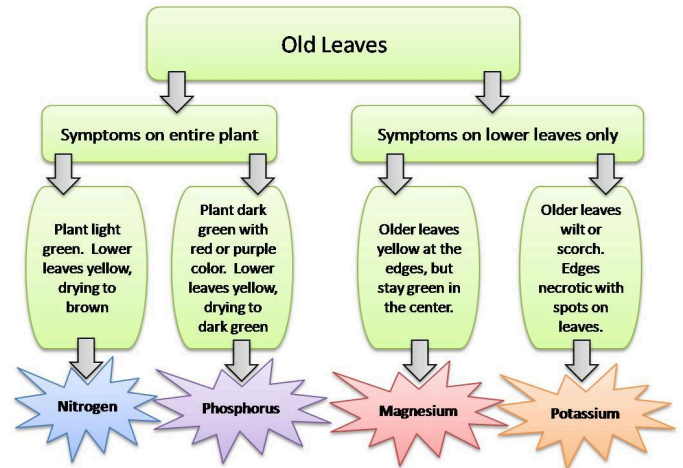 Old Leaves
Symptoms on entire plant
Symptoms on lower leaves only
Plant light
green. Lower
leaves yellow,
drying to
brown
Plant dark
green with
red or purple
color. Lower
leaves yellow,
drying to
dark green
Older leaves
yellow at the
edges, but
stay green in
the center.
Older leaves
wilt or
scorch.
Edges
necrotic with
spots on
leaves.
Nitrogen
Phosphorus
Magnesium
Potassium